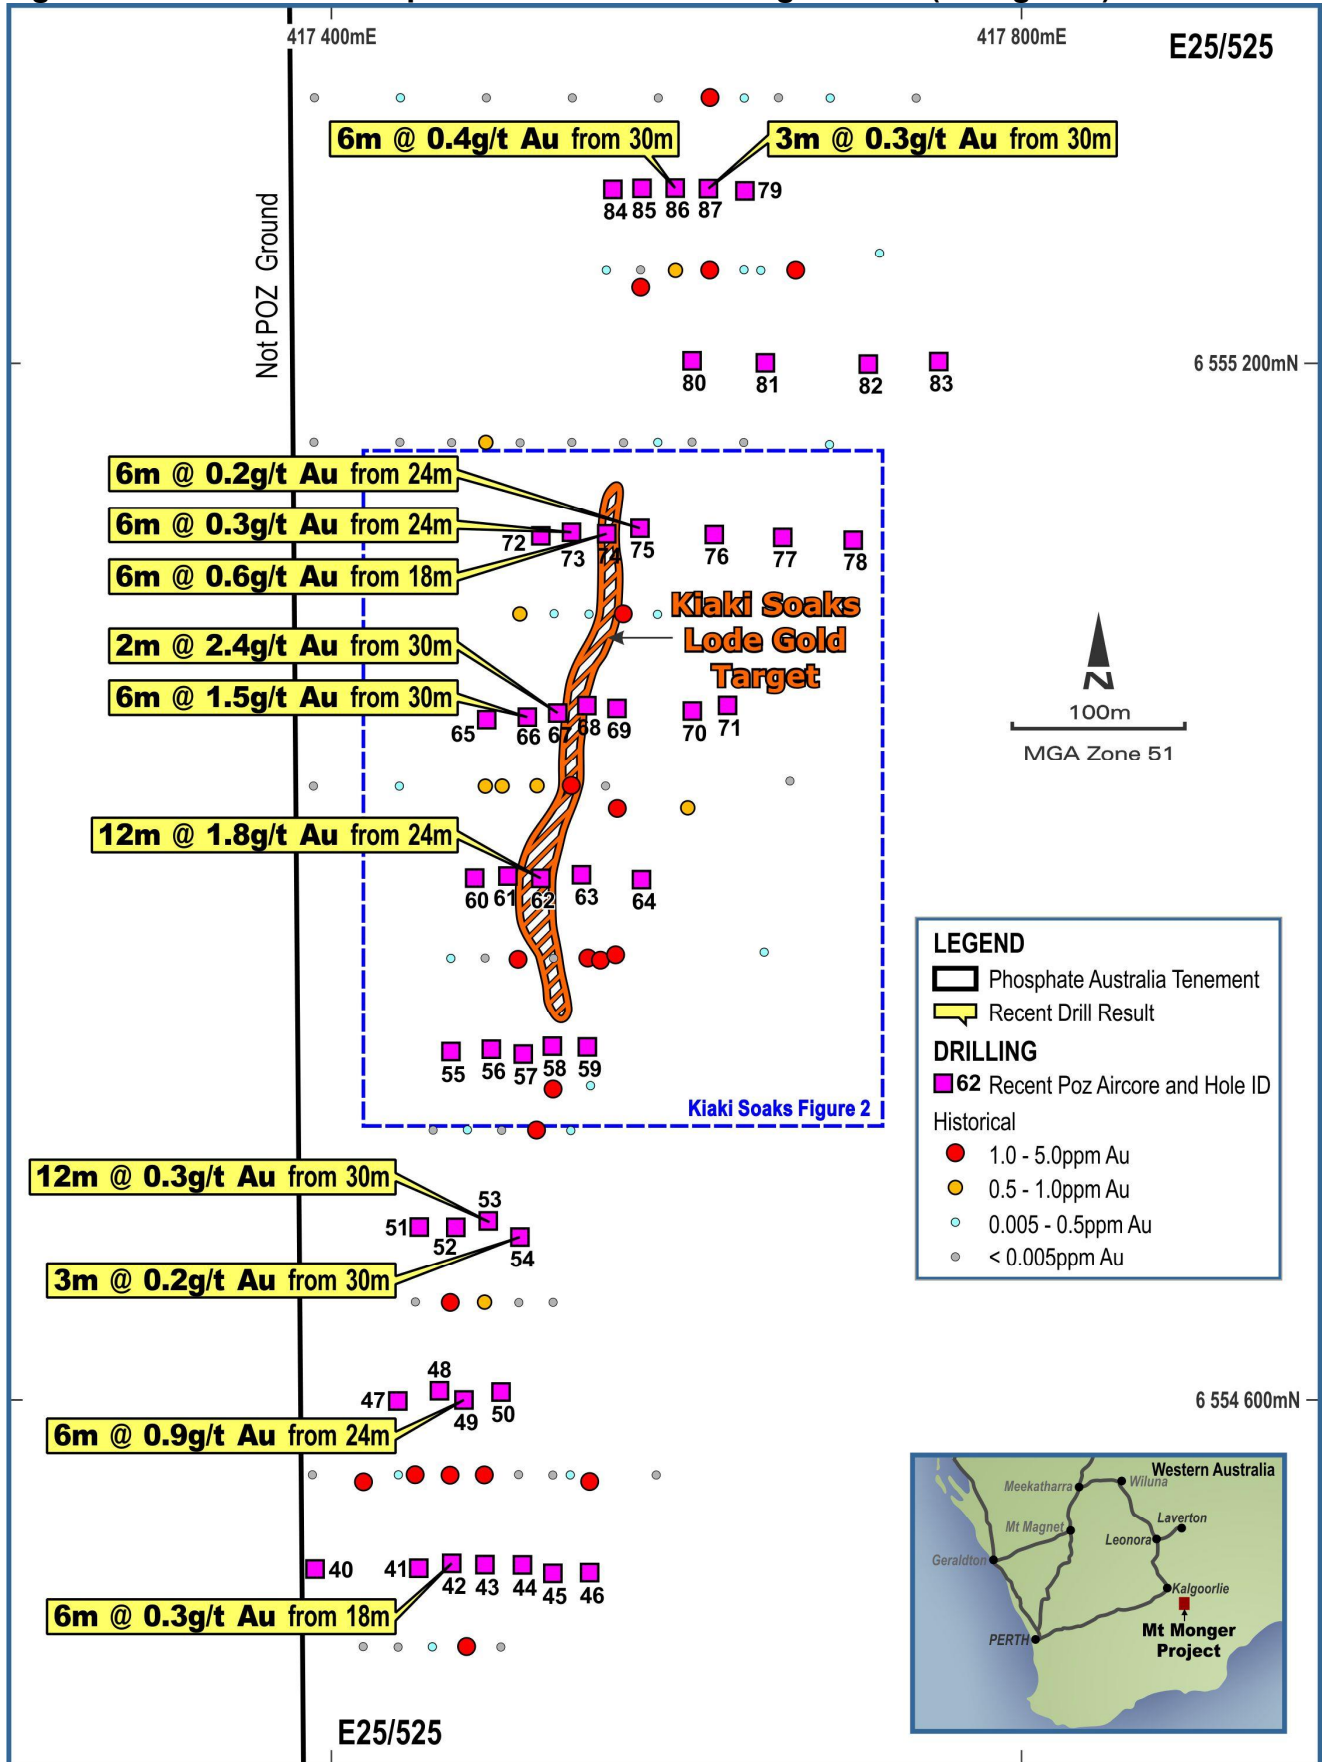 417 400mE
417 800mE
E25/525
6m @ 0.4g/t Au from 30m
3m @ 0.3g/t Au from 30m
84 85 86 87 79
Not POZ Ground
80 81 82 83
6 555 200mN
6m @ 0.2g/t Au from 24m
6m @ 0.3g/t Au from 24m
72 73 74 75 76 77 78
6m @ 0.6g/t Au from 18m
Kiaki Soaks
Lode Gold
Target
2m @ 2.4g/t Au from 30m
6m @ 1.5g/t Au from 30m
65 66 67 68 69 70 71
N
100m
MGA Zone 51
12m @ 1.8g/t Au from 24m
60 61 62 63 64
55 56 57 58 59
Kiaki Soaks Figure 2
LEGEND
Phosphate Australia Tenement
Recent Drill Result
DRILLING
62 Recent Poz Aircore and Hole ID
Historical
1.0 - 5.0ppm Au
0.5 - 1.0ppm Au
0.005 - 0.5ppm Au
< 0.005ppm Au
12m @ 0.3g/t Au from 30m
51 52 53 54
3m @ 0.2g/t Au from 30m
47 48 49 50
6 554 600mN
6m @ 0.9g/t Au from 24m
40 41 42 43 44 45 46
6m @ 0.3g/t Au from 18m
E25/525
Western Australia
Meekatharra
Wiluna
Mt Magnet
Laverton
Leonora
Geraldton
Kalgoorlie
PERTH
Mt Monger
Project